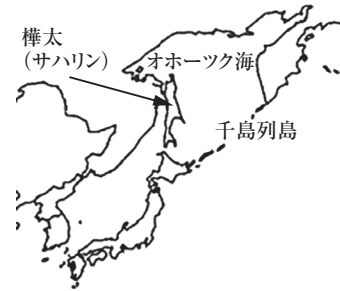 樺太
（サハリン）
オホーツク海
千島列島